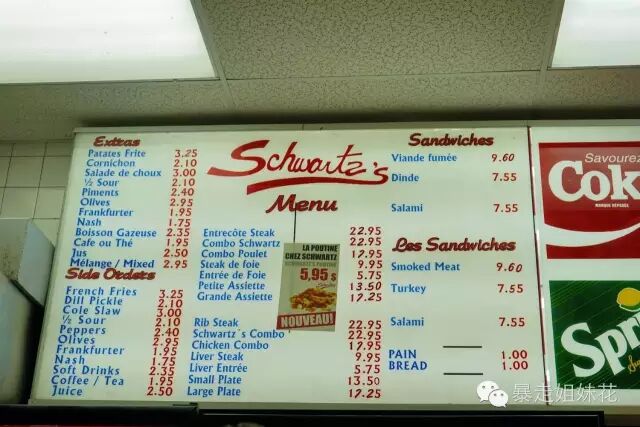 Extras
Patates Frite 3.25
Cornichon 2.10
Salade de choux 3.00
½ Sour 2.10
Piments 2.40
Olives 2.95
Frankfurter 1.95
Nash 1.75
Boisson Gazeuse 2.35
Cafe ou Thé 1.95
Jus 2.50
Mélange / Mixed 2.95
Side Orders
French Fries 3.25
Dill Pickle 2.10
Cole Slaw 3.00
½ Sour 2.10
Peppers 2.40
Olives 2.95
Frankfurter 1.95
Nash 1.75
Soft Drinks 2.35
Coffee / Tea 1.95
Juice 2.50
Schwartz's
Menu
Entrecôte Steak 22.95
Combo Schwartz 22.95
Combo Poulet 17.95
Steak de foie 9.95
Entrée de Foie 5.75
Petite Assiette 13.50
Grande Assiette 17.25
LA POUTINE
CHEZ SCHWARTZ
SCHWARTZ'S POUTINE
5,95 $
NOUVEAU!
Rib Steak 22.95
Schwartz's Combo 22.95
Chicken Combo 17.95
Liver Steak 9.95
Liver Entrée 5.75
Small Plate 13.50
Large Plate 17.25
Sandwiches
Viande fumée 9.60
Dinde 7.55
Salami 7.55
Les Sandwiches
Smoked Meat 9.60
Turkey 7.55
Salami 7.55
PAIN 1.00
BREAD 1.00
Savourez
Cok
MARQUE DÉPOSÉE
Spr
暴走姐妹花